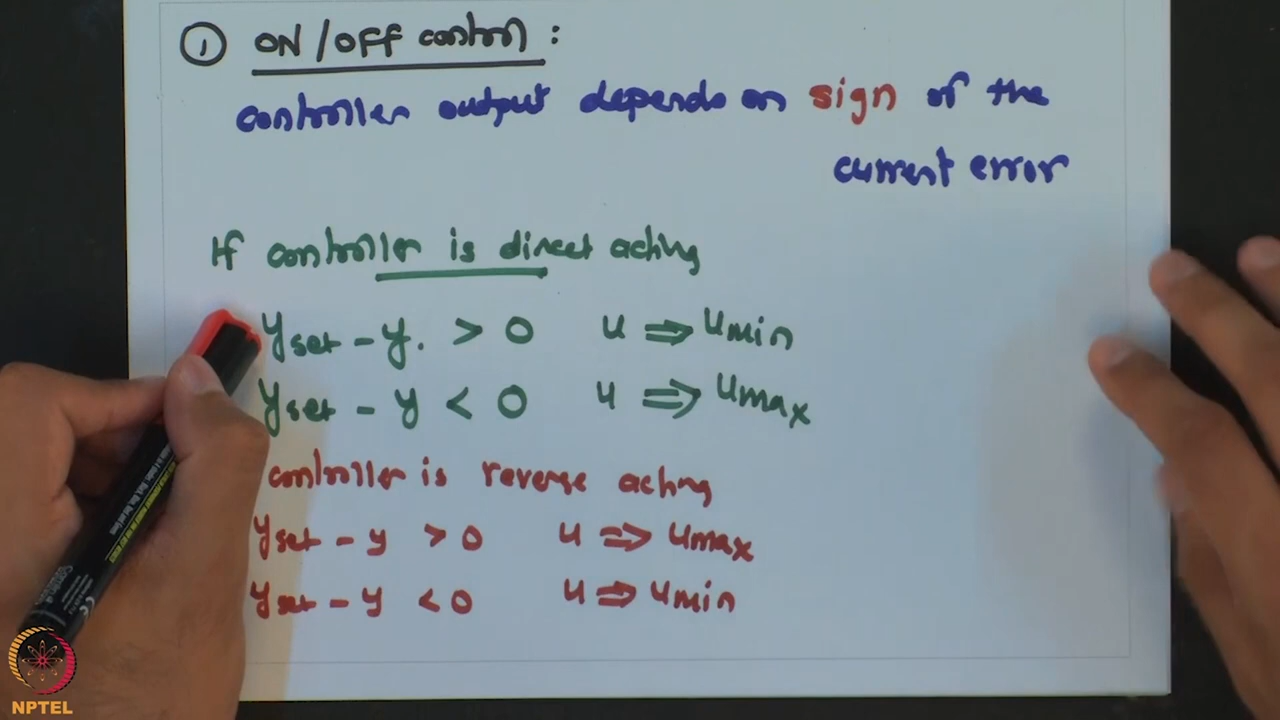 ① ON/OFF control:
controller output depends on sign of the
current error
If controller is direct acting
yset - y. > 0 u ⇒ umin
yset - y < 0 u ⇒ umax
controller is reverse acting
yset - y > 0 u ⇒ umax
yset - y < 0 u ⇒ umin
NPTEL